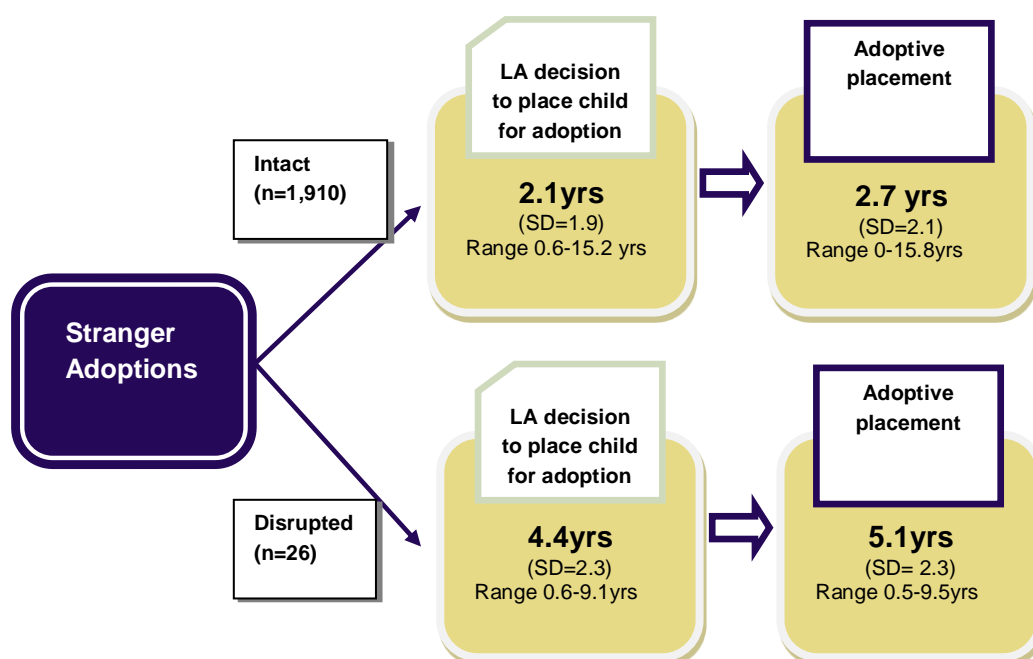 Stranger
Adoptions
Intact
(n=1,910)
LA decision
to place child
for adoption
2.1yrs
(SD=1.9)
Range 0.6-15.2 yrs
Adoptive
placement
2.7 yrs
(SD=2.1)
Range 0-15.8yrs
Disrupted
(n=26)
LA decision
to place child
for adoption
4.4yrs
(SD=2.3)
Range 0.6-9.1yrs
Adoptive
placement
5.1yrs
(SD= 2.3)
Range 0.5-9.5yrs